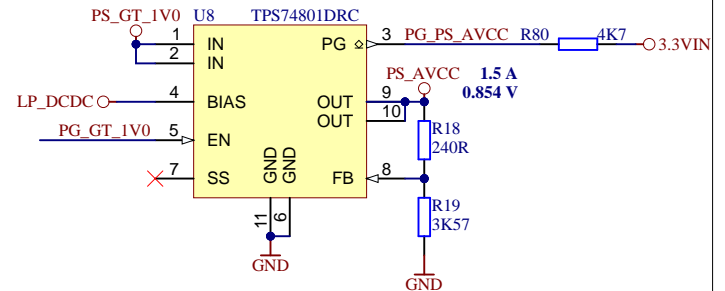 PS_GT_1V0 U8 TPS74801DRC
1 IN PG 3 PG_PS_AVCC R80 4K7 3.3VIN
2 IN
PS_AVCC 1.5 A
0.854 V
LP_DCDC 4 BIAS OUT 9
OUT 10
PG_GT_1V0 5 EN
R18
240R
7 SS FB 8
GND GND
11 6
R19
3K57
GND
GND